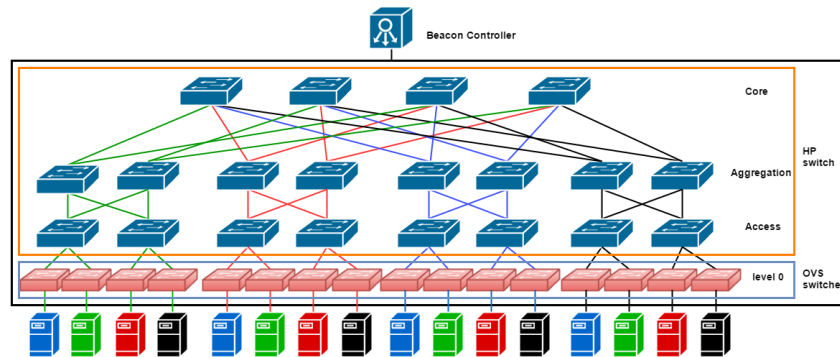 Beacon Controller
Core
HP
switch
Aggregation
Access
level 0
OVS
switche